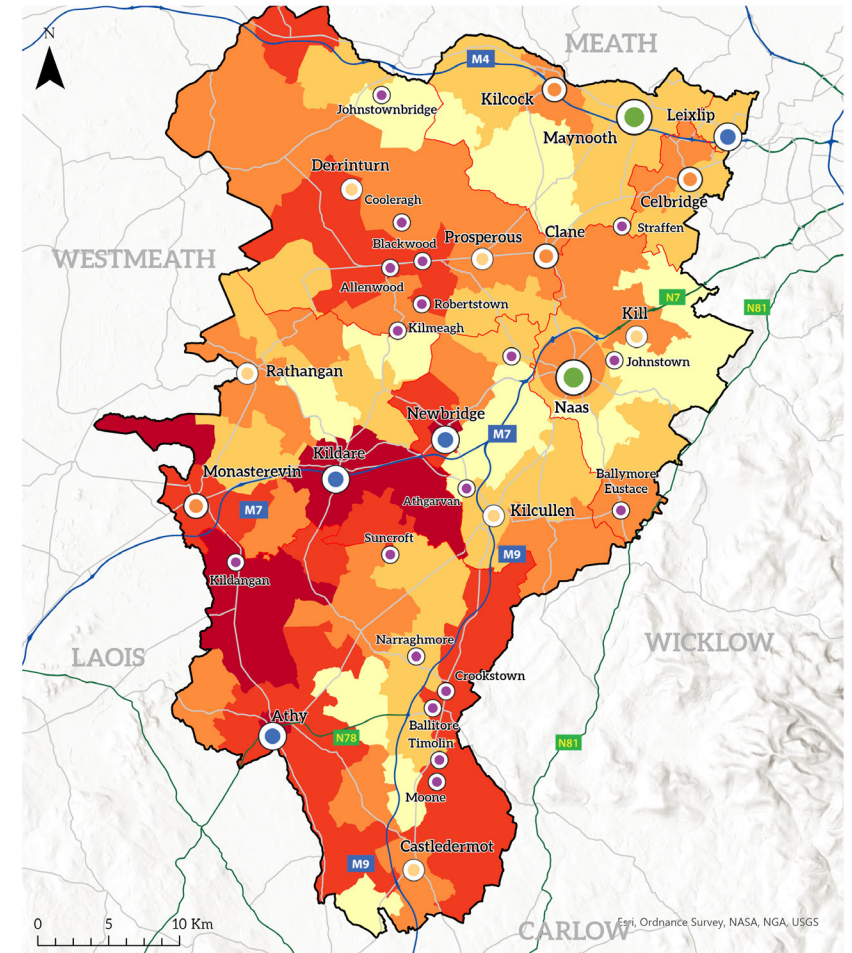 N
MEATH
M4
Kilcock
Johnstownbridge
Leixlip
Maynooth
Derrinturn
Celbridge
Cooleragh
Straffen
Clane
Prosperous
Blackwood
WESTMEATH
Allenwood
N7
N81
Robertstown
Kill
Kilmeagh
Johnstown
Rathangan
Naas
Newbridge
M7
Kildare
Monasterevin
Ballymore
Eustace
Athgarvan
M7
Kilcullen
Suncroft
M9
Kildangan
Narraghmore
WICKLOW
LAOIS
Crookstown
Athy
Ballitore
N78
Timolin
N81
Moone
Castledermot
M9
0 5 10 Km
Esri, Ordnance Survey, NASA, NGA, USGS
CARLOW